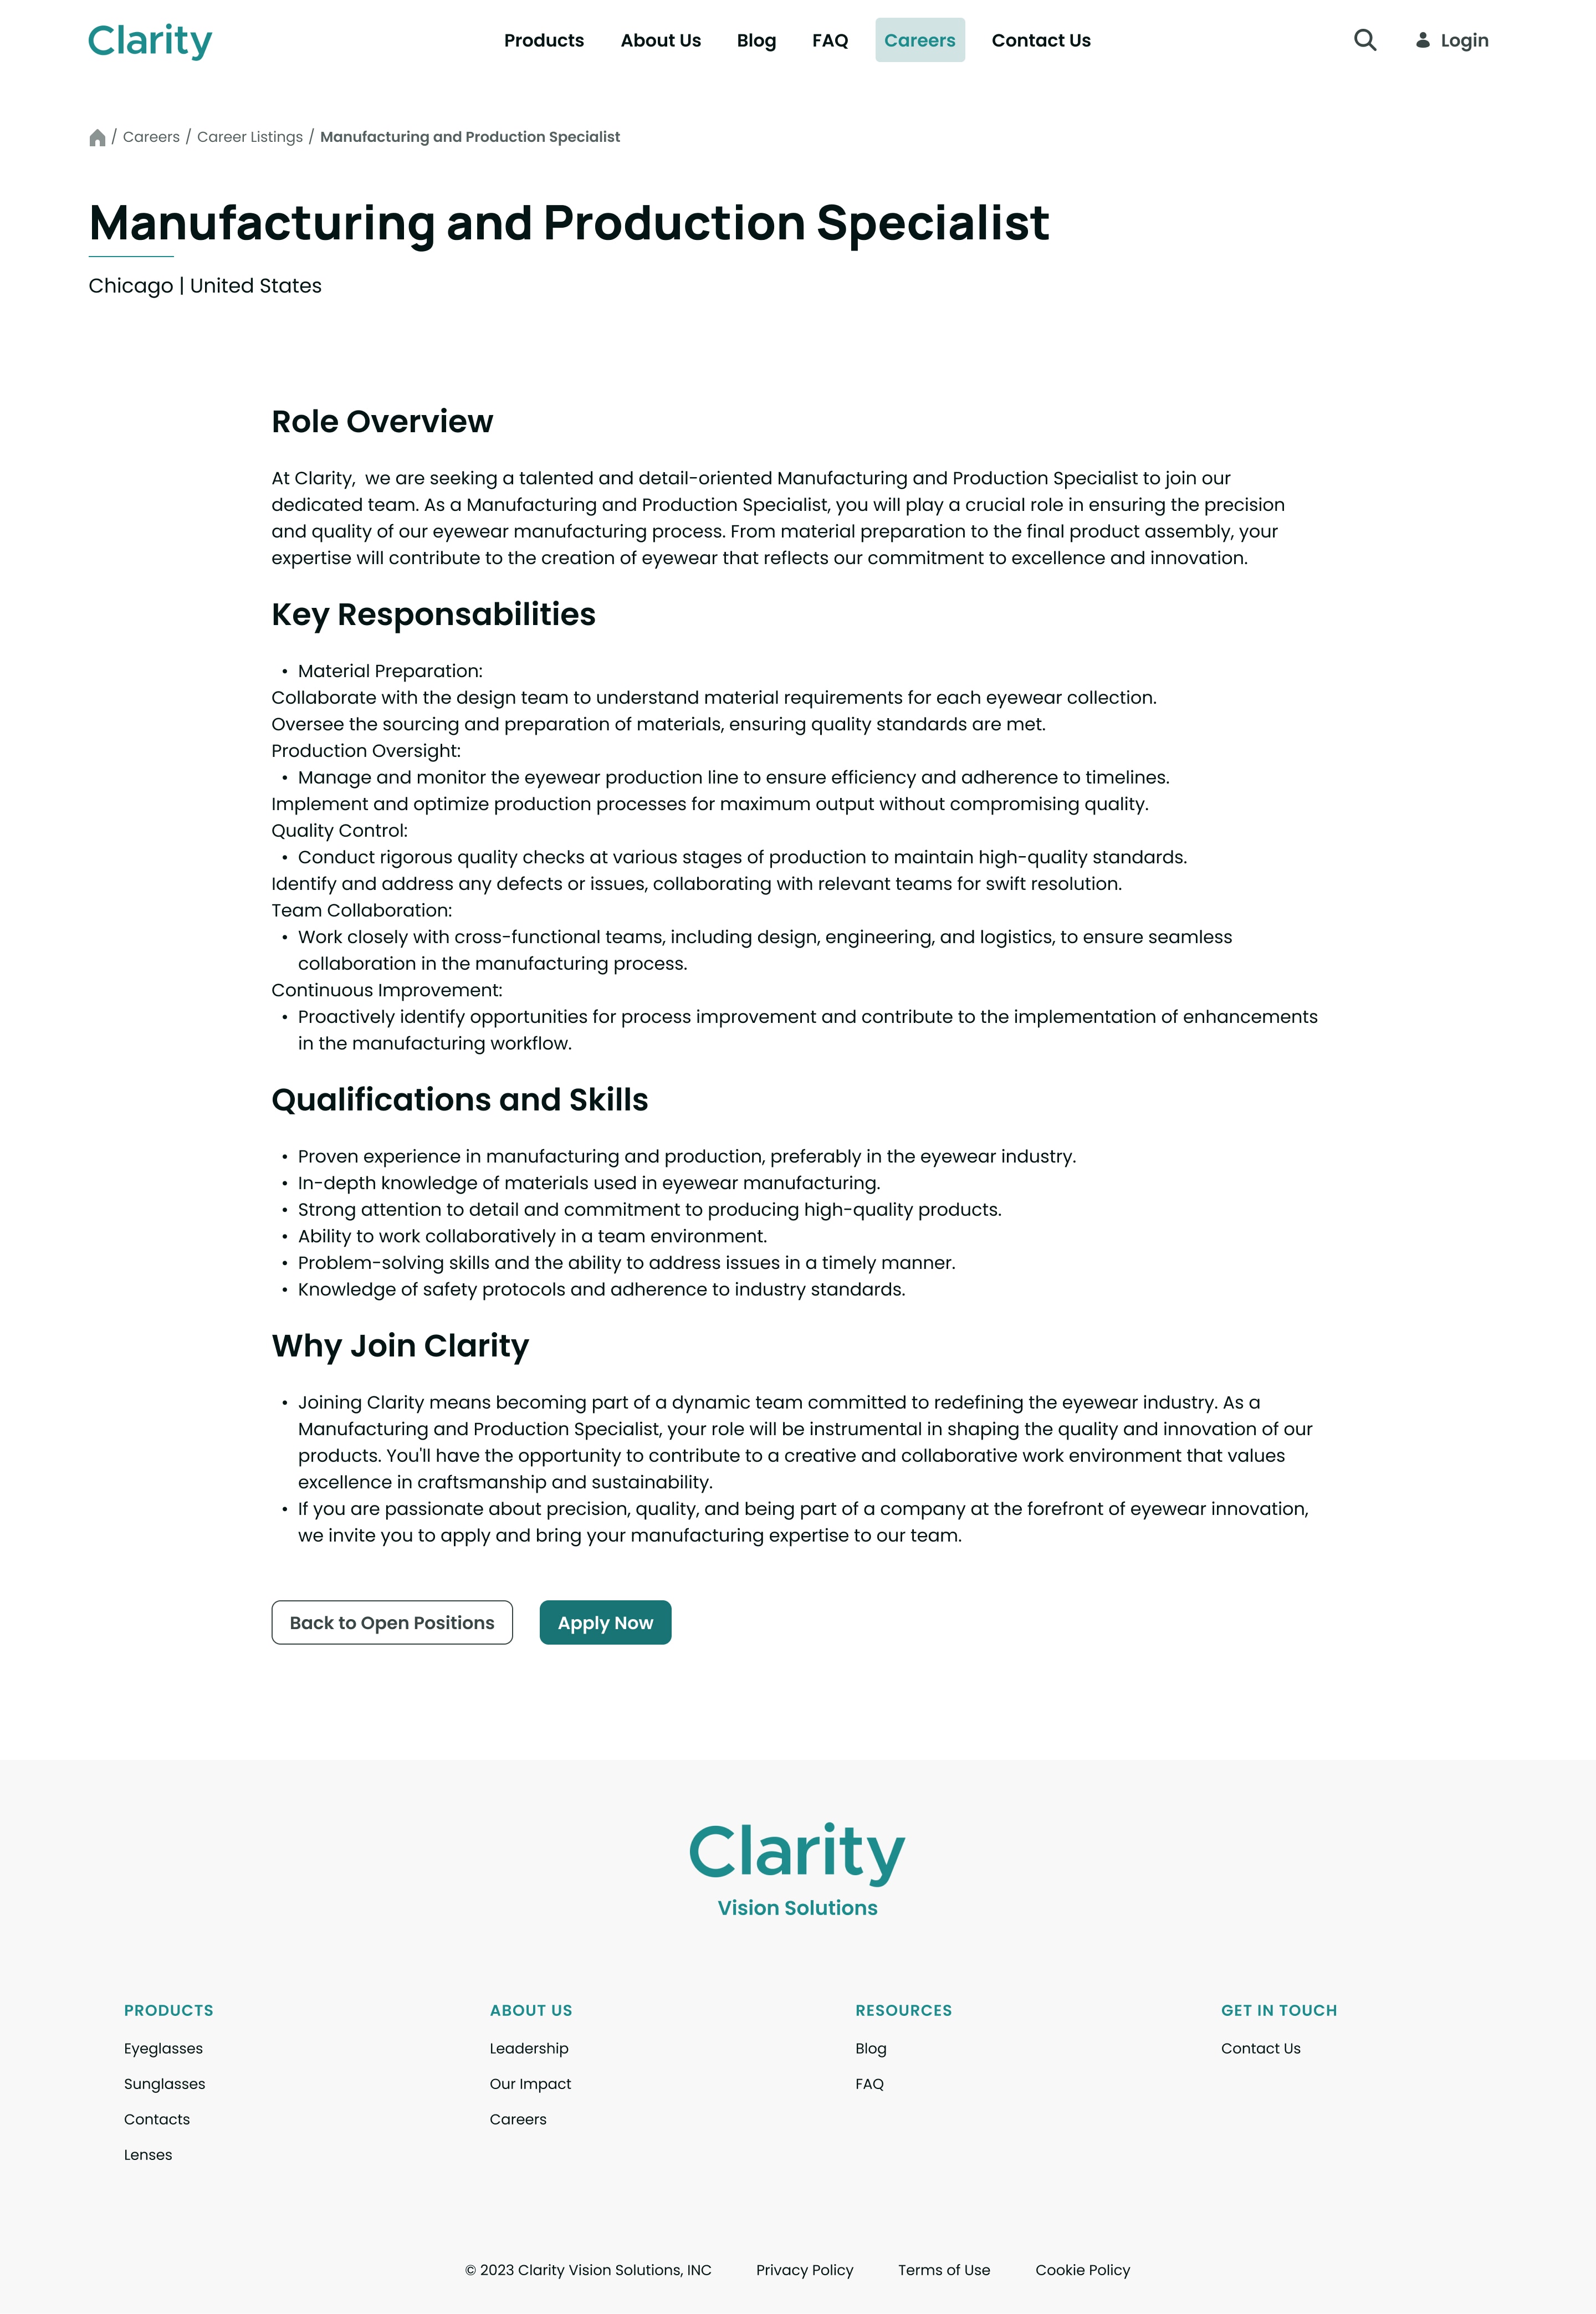 Clarity
Products About Us Blog FAQ Careers Contact Us Login
/ Careers / Career Listings / Manufacturing and Production Specialist
Manufacturing and Production Specialist
Chicago | United States
Role Overview
At Clarity,  we are seeking a talented and detail-oriented Manufacturing and Production Specialist to join our
dedicated team. As a Manufacturing and Production Specialist, you will play a crucial role in ensuring the precision
and quality of our eyewear manufacturing process. From material preparation to the final product assembly, your
expertise will contribute to the creation of eyewear that reflects our commitment to excellence and innovation.
Key Responsabilities
• Material Preparation:
Collaborate with the design team to understand material requirements for each eyewear collection.
Oversee the sourcing and preparation of materials, ensuring quality standards are met.
Production Oversight:
• Manage and monitor the eyewear production line to ensure efficiency and adherence to timelines.
Implement and optimize production processes for maximum output without compromising quality.
Quality Control:
• Conduct rigorous quality checks at various stages of production to maintain high-quality standards.
Identify and address any defects or issues, collaborating with relevant teams for swift resolution.
Team Collaboration:
• Work closely with cross-functional teams, including design, engineering, and logistics, to ensure seamless
collaboration in the manufacturing process.
Continuous Improvement:
• Proactively identify opportunities for process improvement and contribute to the implementation of enhancements
in the manufacturing workflow.
Qualifications and Skills
• Proven experience in manufacturing and production, preferably in the eyewear industry.
• In-depth knowledge of materials used in eyewear manufacturing.
• Strong attention to detail and commitment to producing high-quality products.
• Ability to work collaboratively in a team environment.
• Problem-solving skills and the ability to address issues in a timely manner.
• Knowledge of safety protocols and adherence to industry standards.
Why Join Clarity
• Joining Clarity means becoming part of a dynamic team committed to redefining the eyewear industry. As a
Manufacturing and Production Specialist, your role will be instrumental in shaping the quality and innovation of our
products. You'll have the opportunity to contribute to a creative and collaborative work environment that values
excellence in craftsmanship and sustainability.
• If you are passionate about precision, quality, and being part of a company at the forefront of eyewear innovation,
we invite you to apply and bring your manufacturing expertise to our team.
Back to Open Positions Apply Now
Clarity
Vision Solutions
PRODUCTS
Eyeglasses
Sunglasses
Contacts
Lenses
ABOUT US
Leadership
Our Impact
Careers
RESOURCES
Blog
FAQ
GET IN TOUCH
Contact Us
© 2023 Clarity Vision Solutions, INC Privacy Policy Terms of Use Cookie Policy